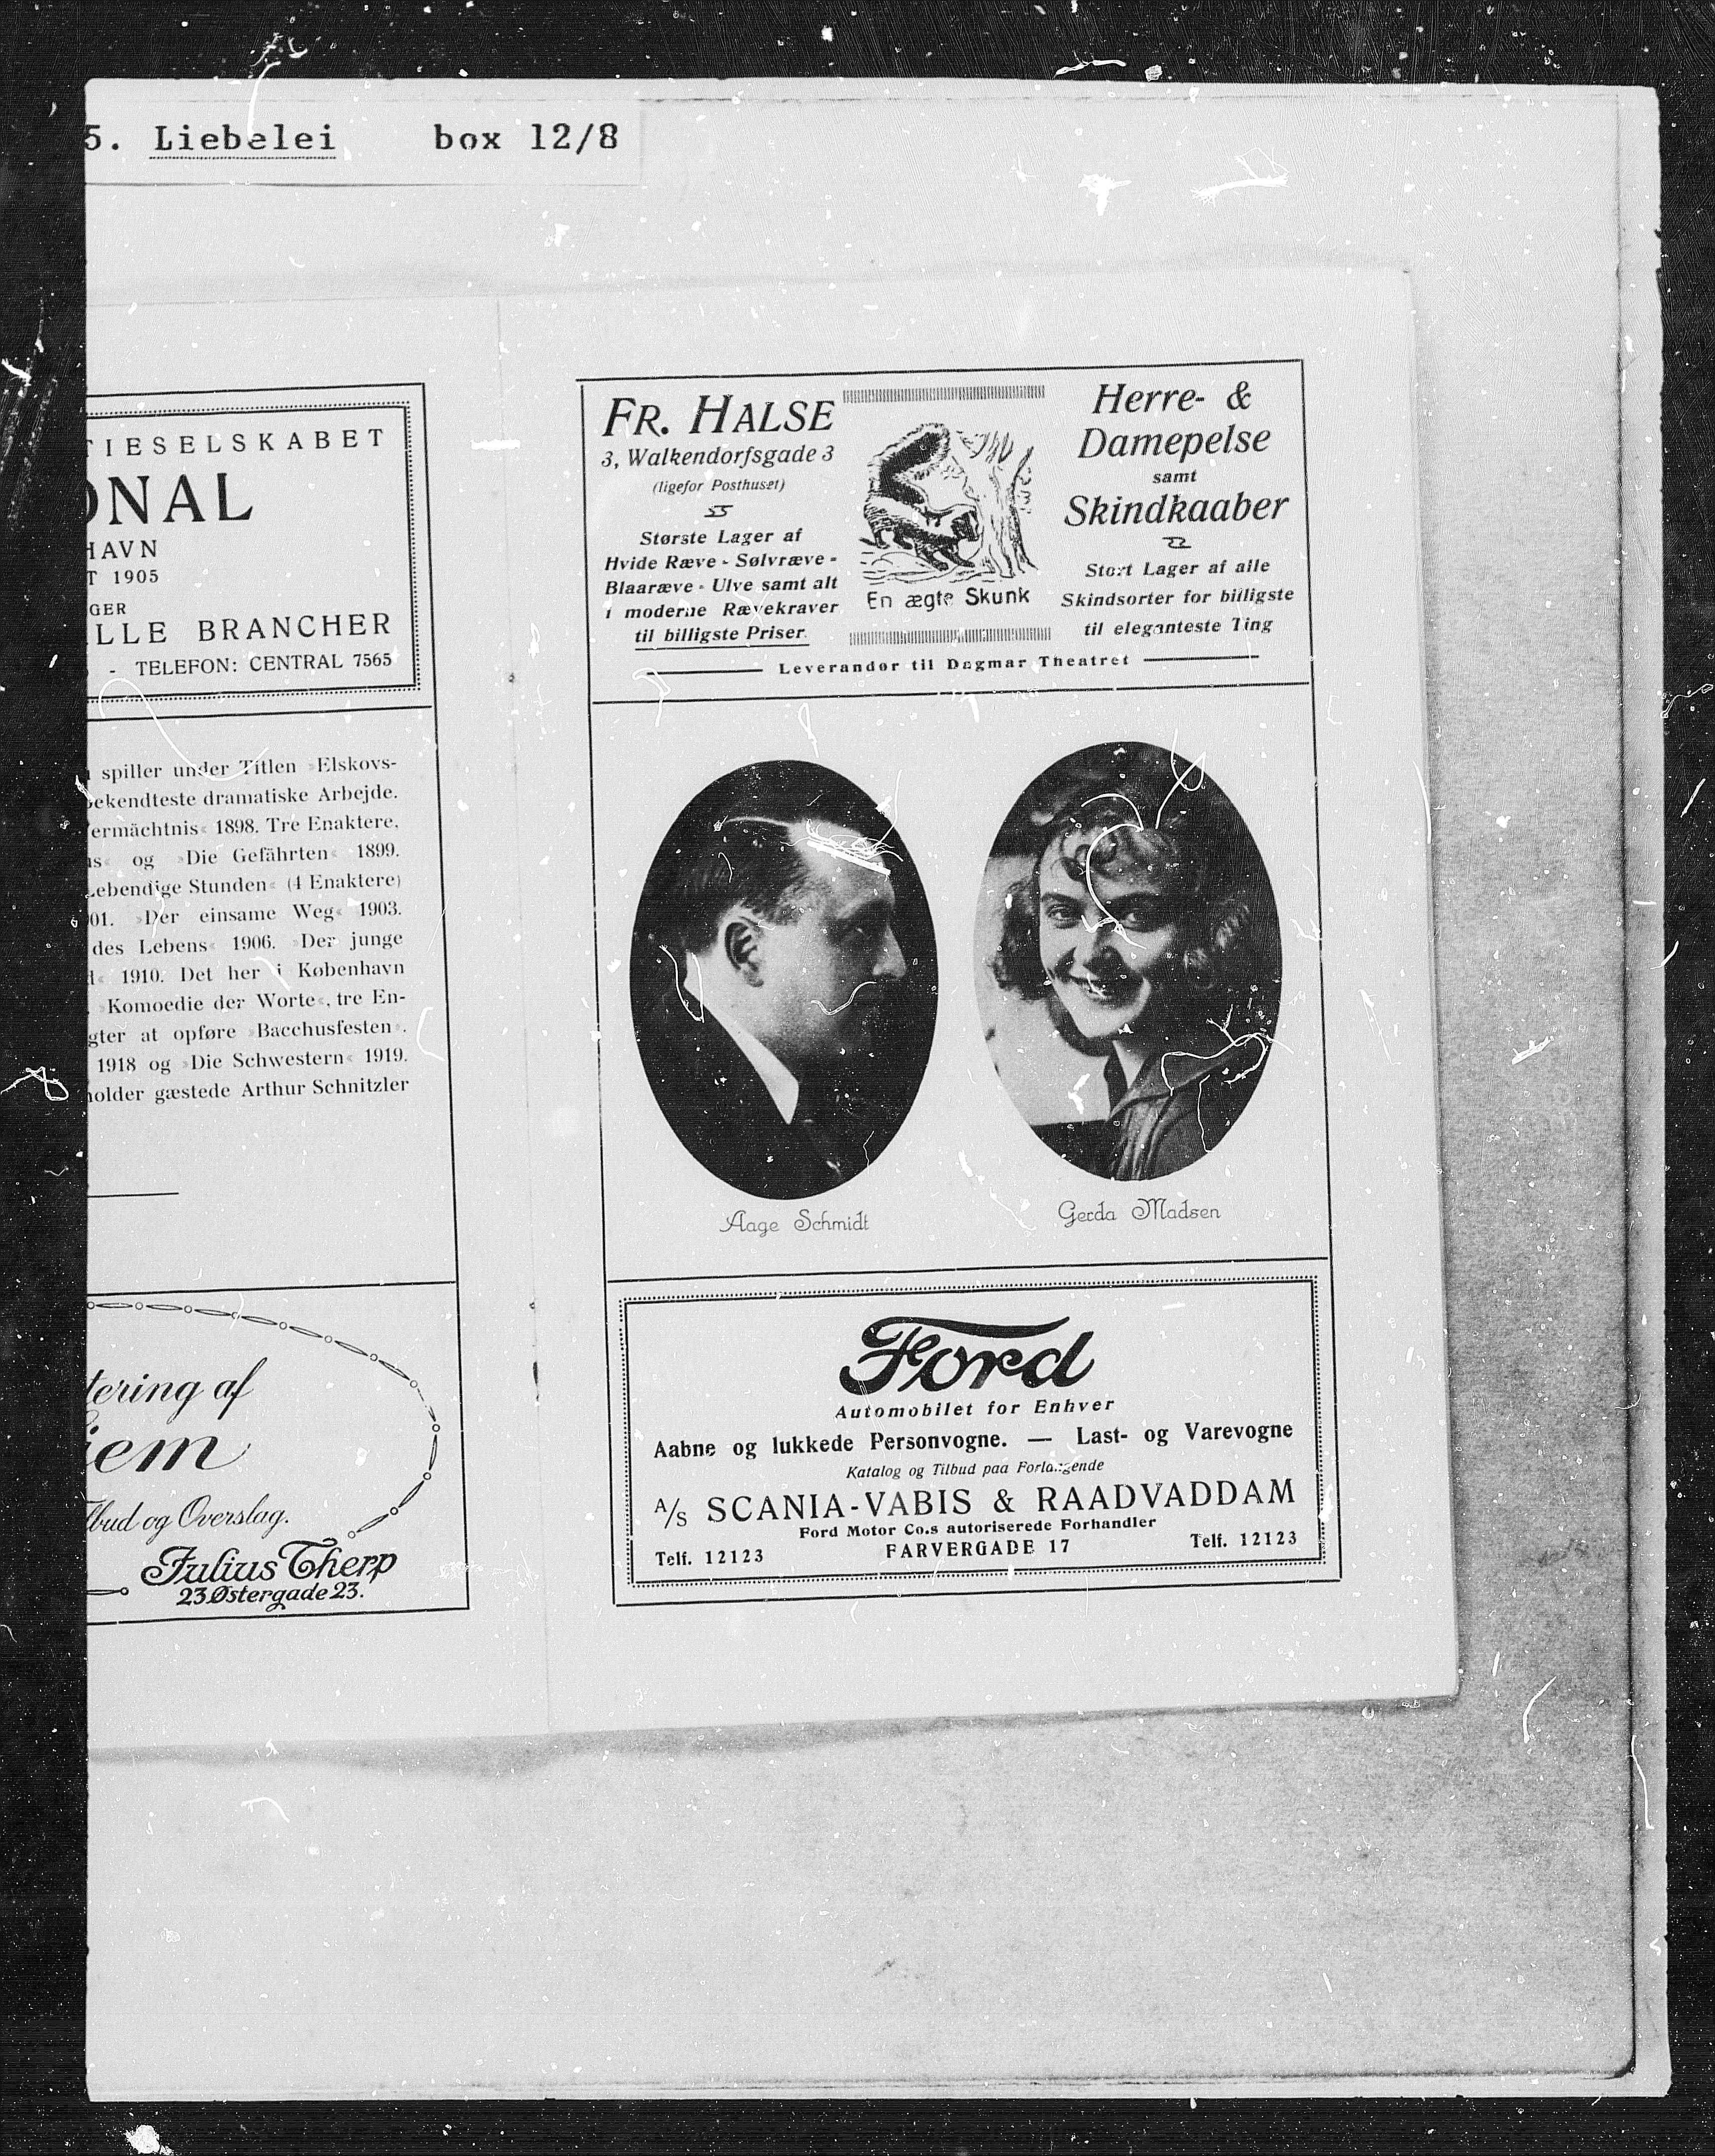 5. Liebelei box 12/8
TIESELSKABET
ONAL
HAVN
T 1905
GER
LLE BRANCHER
- TELEFON: CENTRAL 7565
spiller under Titlen »Elskovs-
bekendteste dramatiske Arbejde.
ermächtnis« 1898. Tre Enaktere,
us« og »Die Gefährten« 1899.
Lebendige Stunden« (4 Enaktere)
01. »Der einsame Weg« 1903.
des Lebens« 1906. »Der junge
d« 1910. Det her i København
»Komoedie der Worte«, tre En-
gter at opføre »Bacchusfesten«.
1918 og »Die Schwestern« 1919.
holder gæstede Arthur Schnitzler
tering af
iem
lbud og Overslag.
Julius Therp
23 Østergade 23.
FR. HALSE
3, Walkendorfsgade 3
(ligefor Posthuset)
Største Lager af
Hvide Ræve - Sølvræve -
Blaaræve - Ulve samt alt
i moderne Rævekraver
til billigste Priser.
En ægte Skunk
Herre- &
Damepelse
samt
Skindkaaber
Stort Lager af alle
Skindsorter for billigste
til eleganteste Ting
Leverandør til Dagmar Theatret
Aage Schmidt
Gerda Madsen
Ford
Automobilet for Enhver
Aabne og lukkede Personvogne. — Last- og Varevogne
Katalog og Tilbud paa Forlangende
A/S SCANIA-VABIS & RAADVADDAM
Ford Motor Co.s autoriserede Forhandler
Telf. 12123 FARVERGADE 17 Telf. 12123